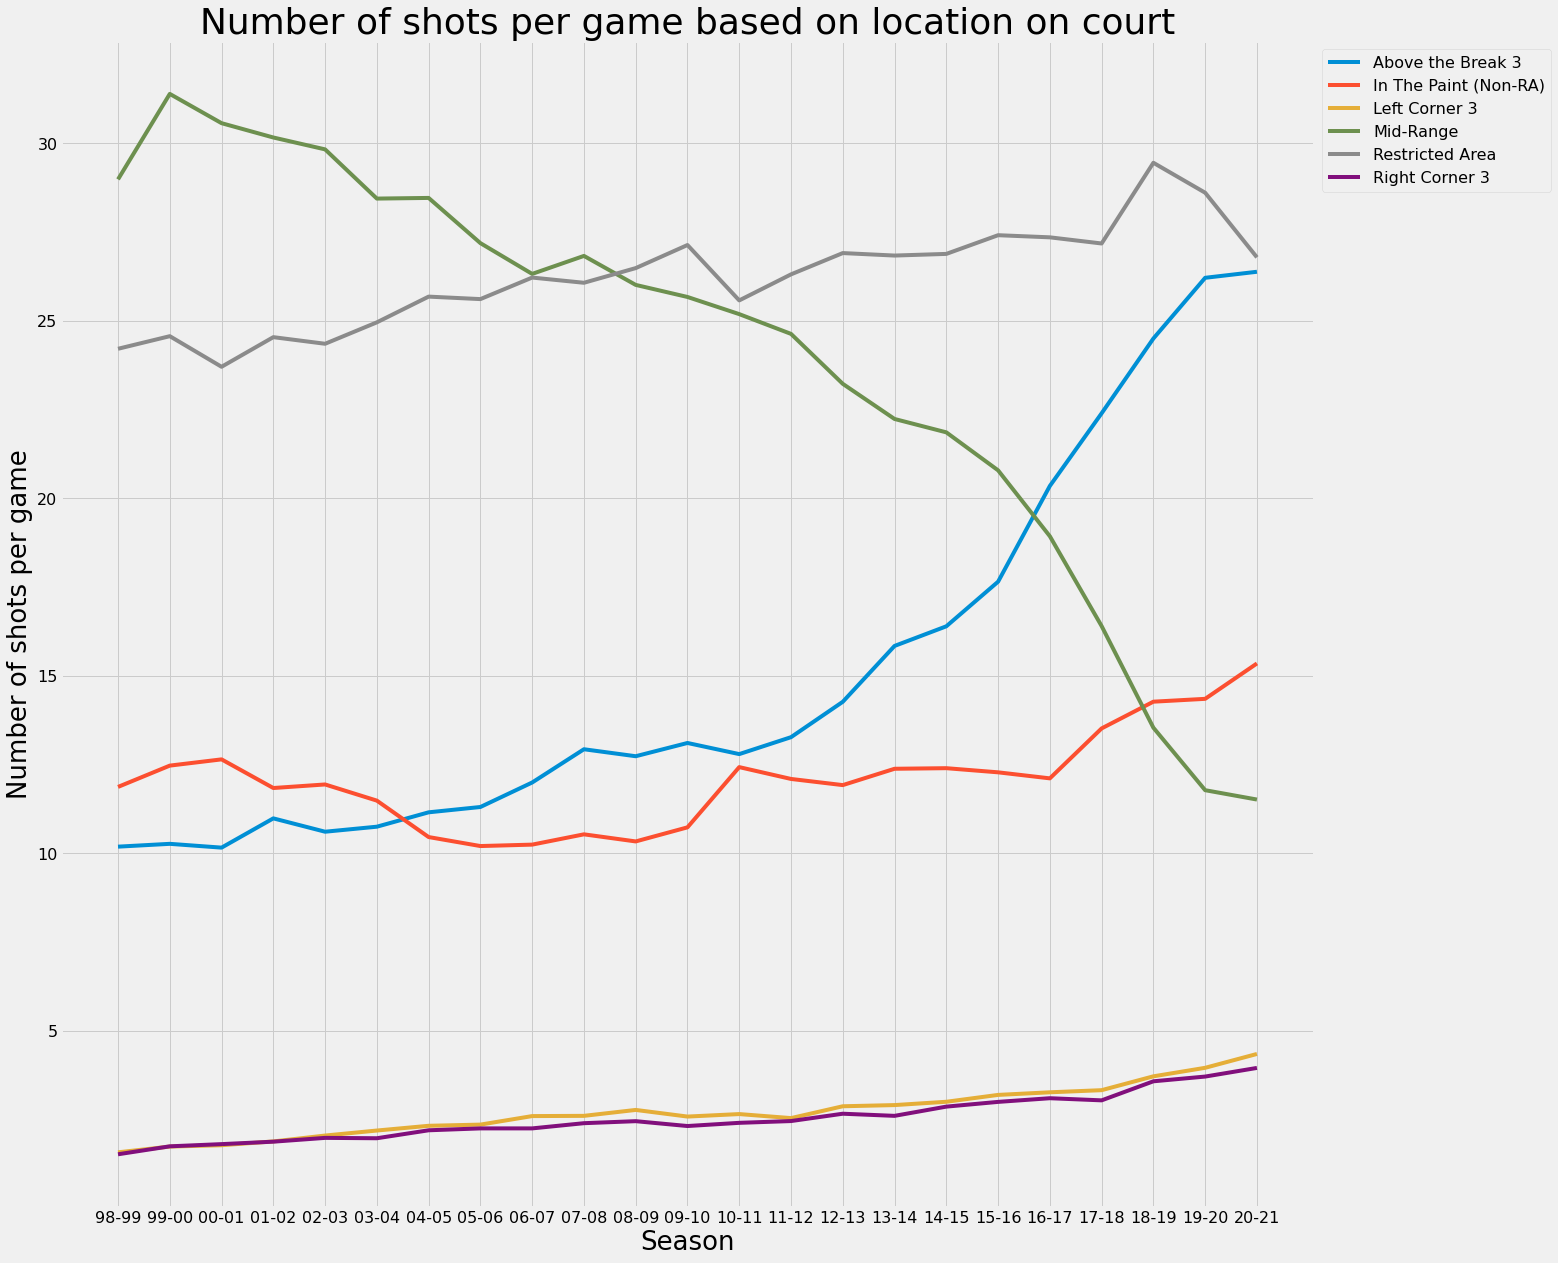 Number of shots per game based on location on court
Above the Break 3
In The Paint (Non-RA)
Left Corner 3
Mid-Range
Restricted Area
Right Corner 3
Number of shots per game
30
25
20
15
10
5
98-99 99-00 00-01 01-02 02-03 03-04 04-05 05-06 06-07 07-08 08-09 09-10 10-11 11-12 12-13 13-14 14-15 15-16 16-17 17-18 18-19 19-20 20-21
Season